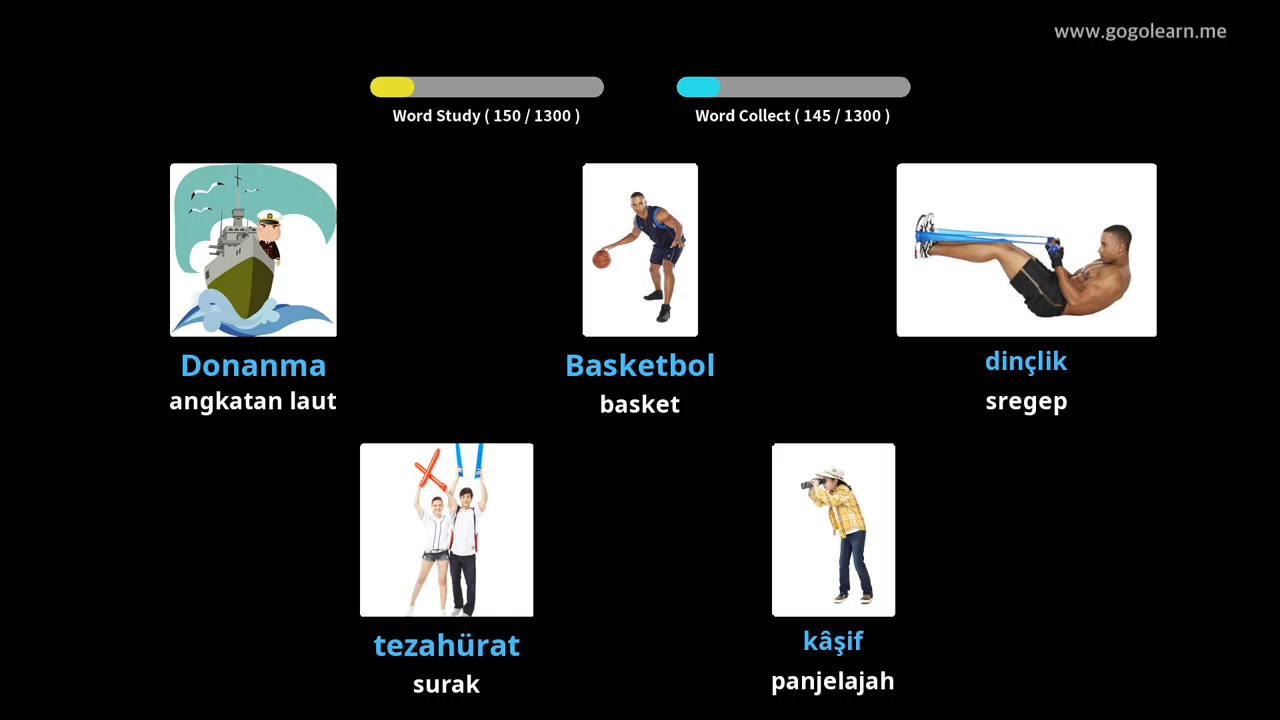 www.gogolearn.me
Word Study ( 150 / 1300 )
Word Collect ( 145 / 1300 )
Donanma
angkatan laut
Basketbol
basket
dinçlik
sregep
tezahürat
surak
kâşif
panjelajah